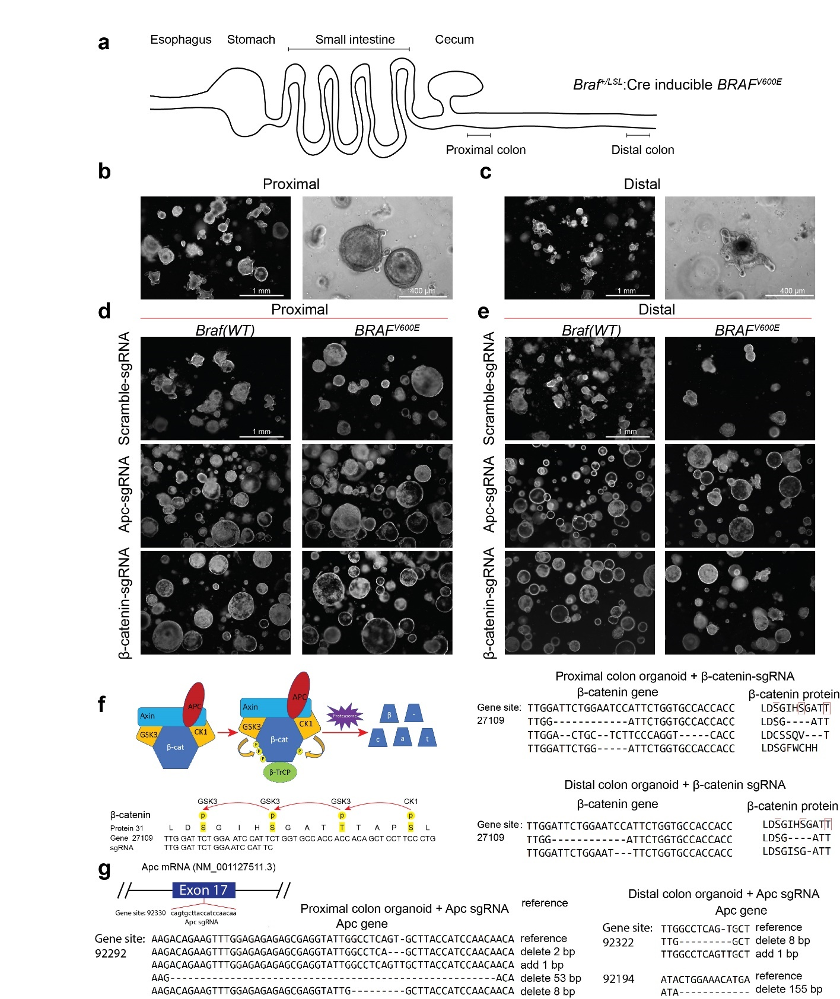 a
Esophagus Stomach Small intestine Cecum
Braf+/LSL:Cre inducible BRAFV600E
Proximal colon Distal colon
b
Proximal
1 mm
400 µm
c
Distal
1 mm
400 µm
d
Proximal
Braf(WT) BRAFV600E
Scramble-sgRNA
1 mm
Apc-sgRNA
β-catenin-sgRNA
e
Distal
Braf(WT) BRAFV600E
Scramble-sgRNA
1 mm
Apc-sgRNA
β-catenin-sgRNA
f
APC
Axin
GSK3
CK1
β-cat
APC
Axin
GSK3
CK1
β-cat
P
P
P
P
β-TrCP
Proteasome
β -
c a t
GSK3 GSK3 GSK3 CK1
β-catenin p p p p
Protein 31 L D S G I H S G A T T T A P S L
Gene 27109 TTG GAT TCT GGA ATC CAT TCT GGT GCC ACC ACC ACA GCT CCT TCC CTG
sgRNA TTG GAT TCT GGA ATC CAT TC
Proximal colon organoid + β-catenin-sgRNA
β-catenin gene β-catenin protein
Gene site: TTGGATTCTGGAATCCATTCTGGTGCCACCACC LDSGIHSGATT
27109 TTGG------------ATTCTGGTGCCACCACC LDSG----ATT
TTGGA--CTGC--TCTTCCCAGGT-----CACC LDCSSQV---T
TTGGATTCTGG-----ATTCTGGTGCCACCACC LDSGFWCHH
Distal colon organoid + β-catenin sgRNA
β-catenin gene β-catenin protein
Gene site: TTGGATTCTGGAATCCATTCTGGTGCCACCACC LDSGIHSGATT
27109 TTGG------------ATTCTGGTGCCACCACC LDSG----ATT
TTGGATTCTGGAAT---TTCTGGTGCCACCACC LDSGISG-ATT
g
Apc mRNA (NM_001127511.3)
Exon 17
Gene site: 92330 cagtgcttaccatccaacaa
Apc sgRNA
Proximal colon organoid + Apc sgRNA reference
Apc gene
Gene site: AAGACAGAAGTTTGGAGAGAGAGCGAGGTATTGGCCTCAGT-GCTTACCATCCAACAACA reference
92292 AAGACAGAAGTTTGGAGAGAGAGCGAGGTATTGGCCTCA---GCTTACCATCCAACAACA delete 2 bp
AAGACAGAAGTTTGGAGAGAGAGCGAGGTATTGGCCTCAGTTGCTTACCATCCAACAACA add 1 bp
AAG------------------------------------------------------ACA delete 53 bp
AAGACAGAAGTTTGGAGAGAGAGCGAGGTATTG---------GCTTACCATCCAACAACA delete 8 bp
Distal colon organoid + Apc sgRNA
Apc gene
Gene site: TTGGCCTCAG-TGCT reference
92322 TTG---------GCT delete 8 bp
TTGGCCTCAGTTGCT add 1 bp
92194 ATACTGGAAACATGA reference
ATA------------ delete 155 bp